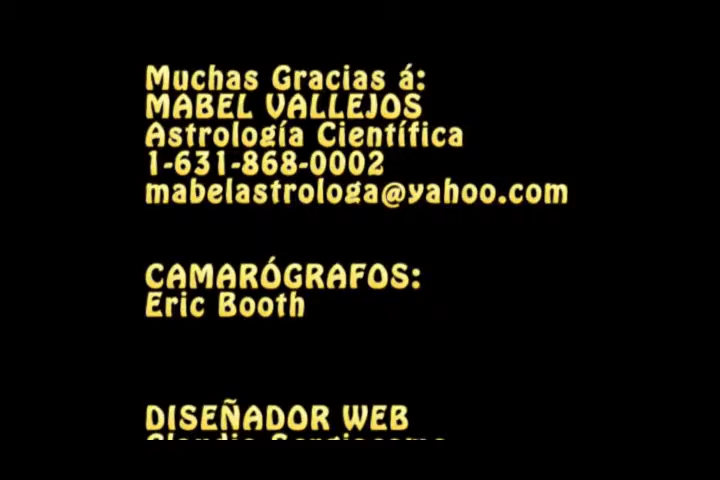 Muchas Gracias á:
MABEL VALLEJOS
Astrología Científica
1-631-868-0002
mabelastrologa@yahoo.com
CAMARÓGRAFOS:
Eric Booth
DISEÑADOR WEB